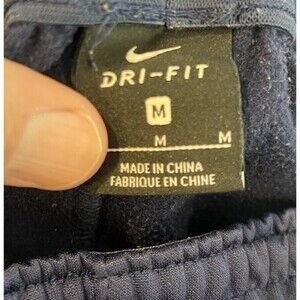 DRI-FIT
M
M M
MADE IN CHINA
FABRIQUE EN CHINE